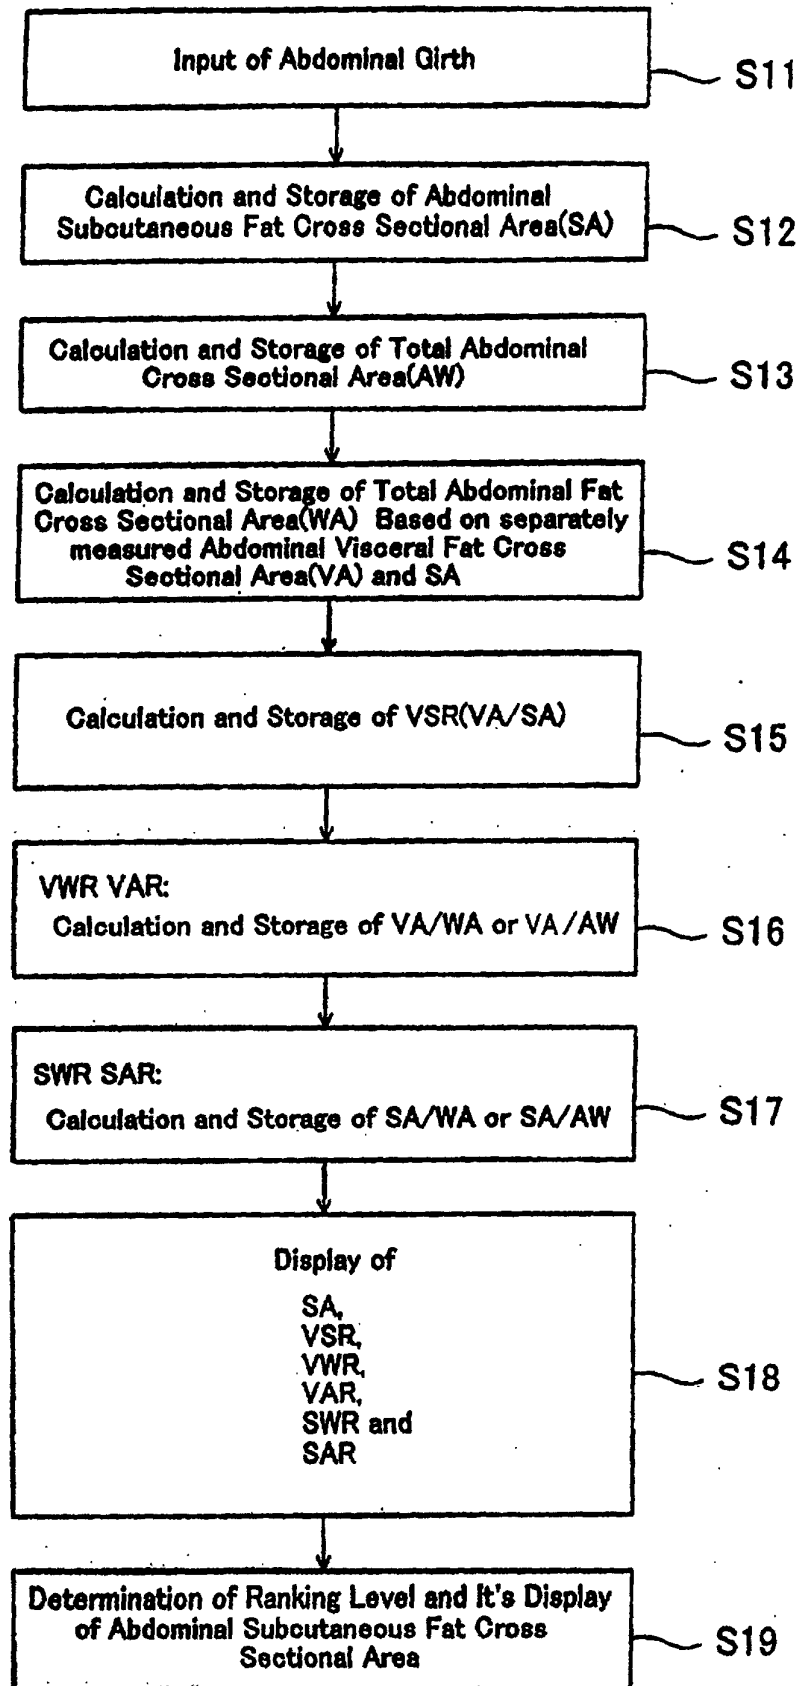 Input of Abdominal Girth
S11
Calculation and Storage of Abdominal
Subcutaneous Fat Cross Sectional Area(SA)
S12
Calculation and Storage of Total Abdominal
Cross Sectional Area(AW)
S13
Calculation and Storage of Total Abdominal Fat
Cross Sectional Area(WA) Based on separately
measured Abdominal Visceral Fat Cross
Sectional Area(VA) and SA
S14
Calculation and Storage of VSR(VA/SA)
S15
VWR VAR:
Calculation and Storage of VA/WA or VA/AW
S16
SWR SAR:
Calculation and Storage of SA/WA or SA/AW
S17
Display of
SA,
VSR,
VWR,
VAR,
SWR and
SAR
S18
Determination of Ranking Level and It's Display
of Abdominal Subcutaneous Fat Cross
Sectional Area
S19